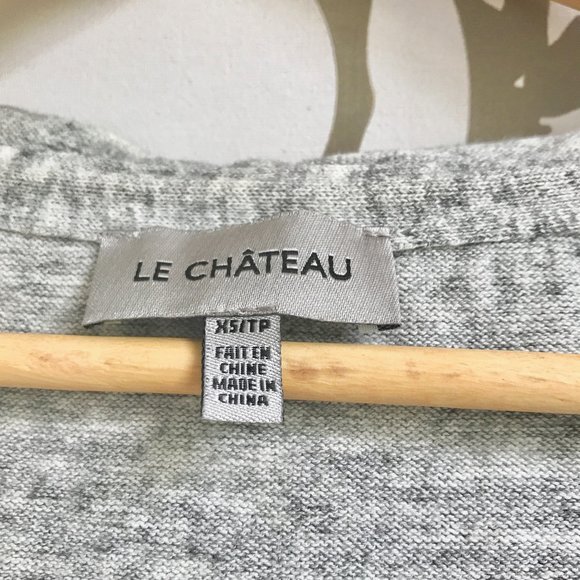 LE CHÂTEAU
XS/TP
FAIT EN
CHINE
MADE IN
CHINA